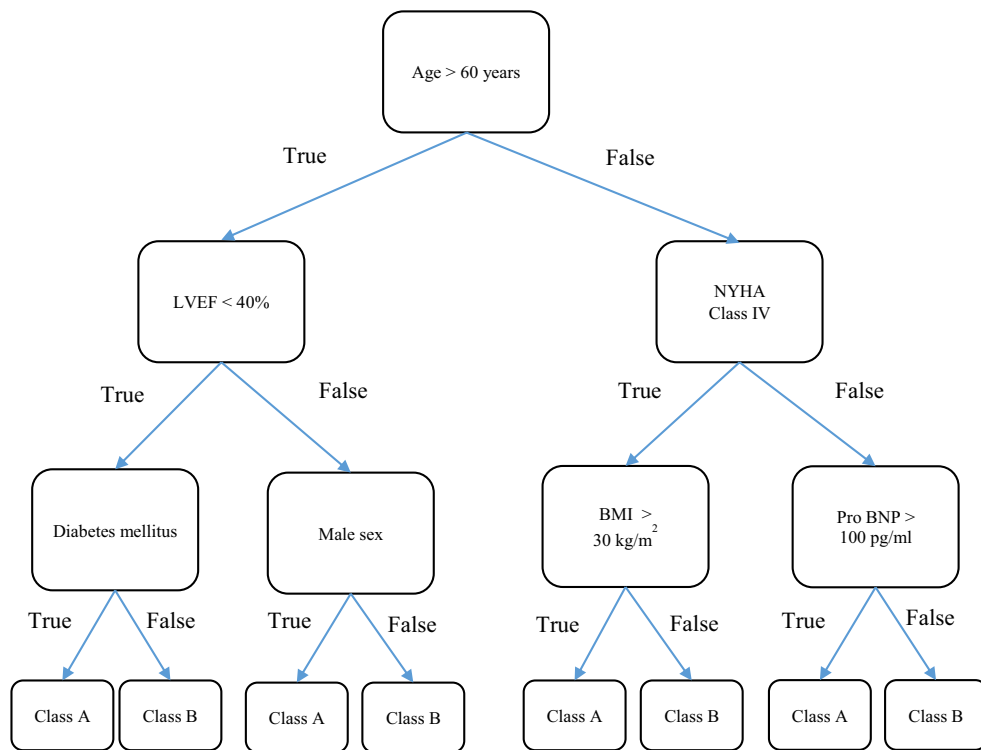 Age > 60 years
True
False
LVEF < 40%
NYHA
Class IV
True
False
True
False
Diabetes mellitus
Male sex
BMI >
30 kg/m²
Pro BNP >
100 pg/ml
True
False
True
False
True
False
True
False
Class A
Class B
Class A
Class B
Class A
Class B
Class A
Class B